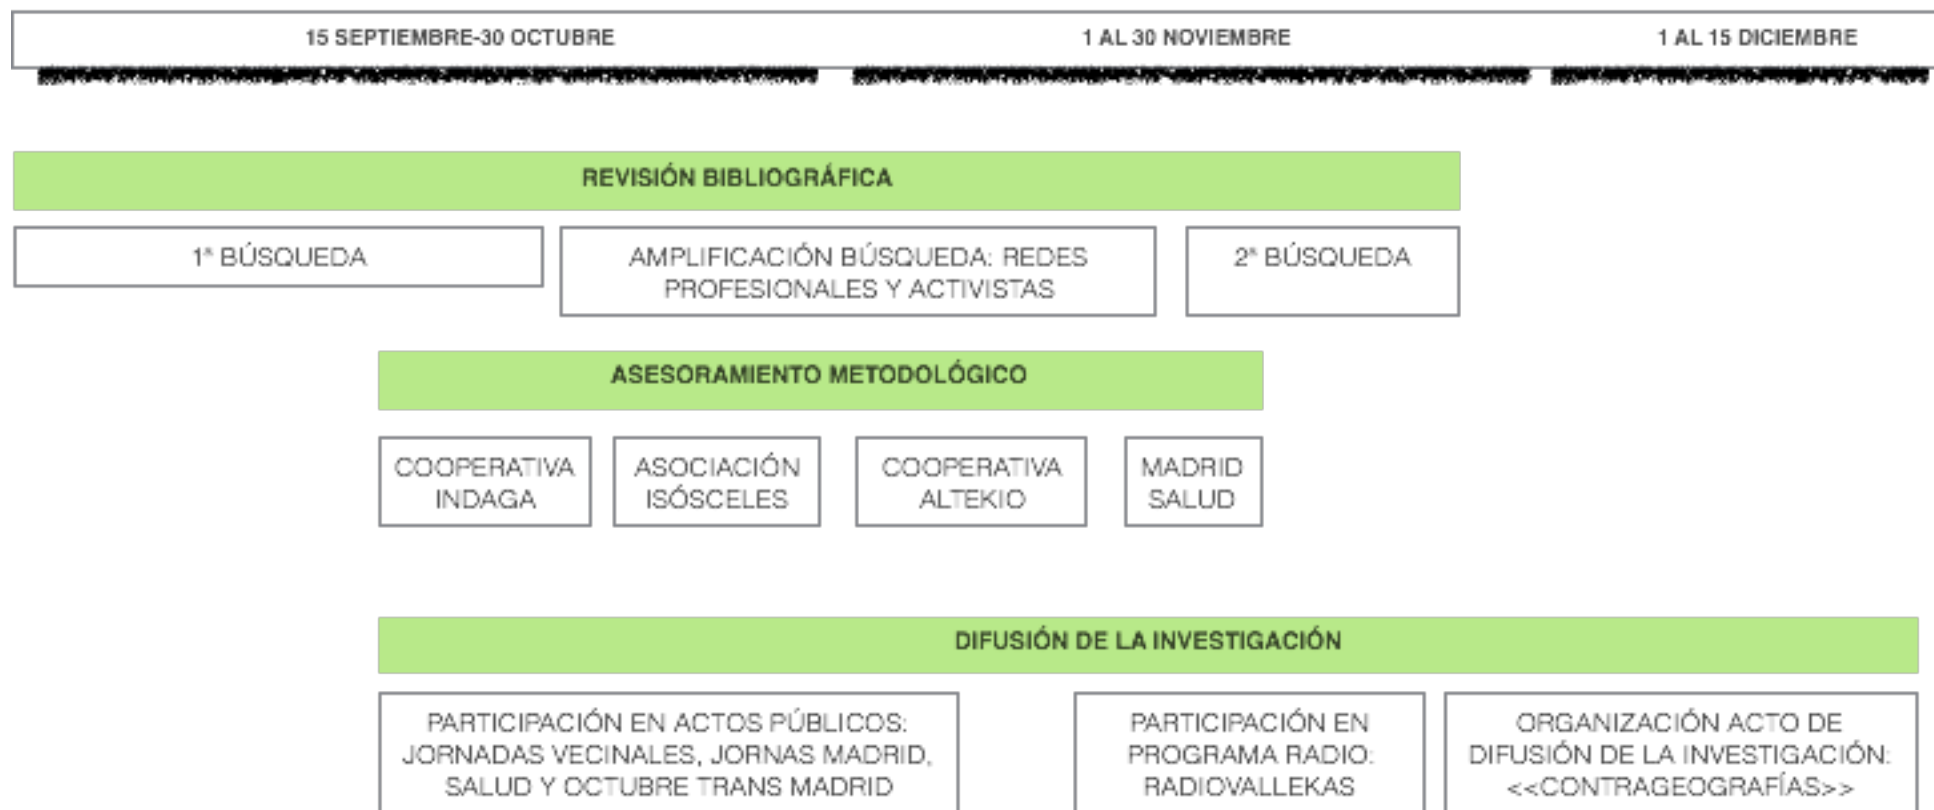 15 SEPTIEMBRE-30 OCTUBRE
1 AL 30 NOVIEMBRE
1 AL 15 DICIEMBRE
REVISIÓN BIBLIOGRÁFICA
1ª BÚSQUEDA
AMPLIFICACIÓN BÚSQUEDA: REDES
PROFESIONALES Y ACTIVISTAS
2ª BÚSQUEDA
ASESORAMIENTO METODOLÓGICO
COOPERATIVA
INDAGA
ASOCIACIÓN
ISÓSCELES
COOPERATIVA
ALTEKIO
MADRID
SALUD
DIFUSIÓN DE LA INVESTIGACIÓN
PARTICIPACIÓN EN ACTOS PÚBLICOS:
JORNADAS VECINALES, JORNAS MADRID,
SALUD Y OCTUBRE TRANS MADRID
PARTICIPACIÓN EN
PROGRAMA RADIO:
RADIOVALLEKAS
ORGANIZACIÓN ACTO DE
DIFUSIÓN DE LA INVESTIGACIÓN:
<<CONTRAGEOGRAFÍAS>>